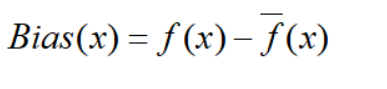 Bias(x) = f(x) − f̅(x)